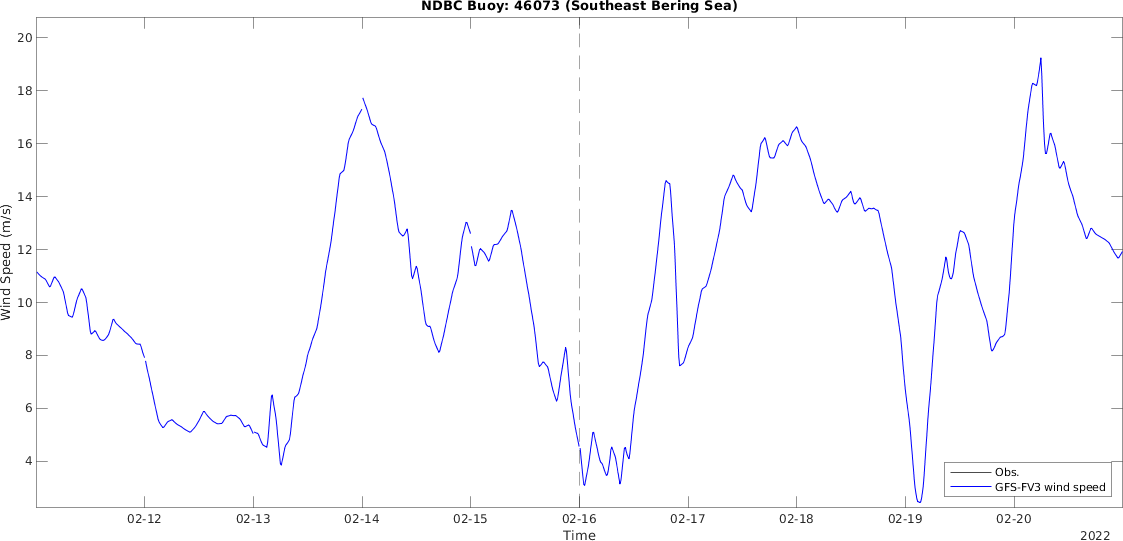 NDBC Buoy: 46073 (Southeast Bering Sea)
20
18
16
14
12
10
8
6
4
Wind Speed (m/s)
Obs.
GFS-FV3 wind speed
02-12 02-13 02-14 02-15 02-16 02-17 02-18 02-19 02-20
Time
2022